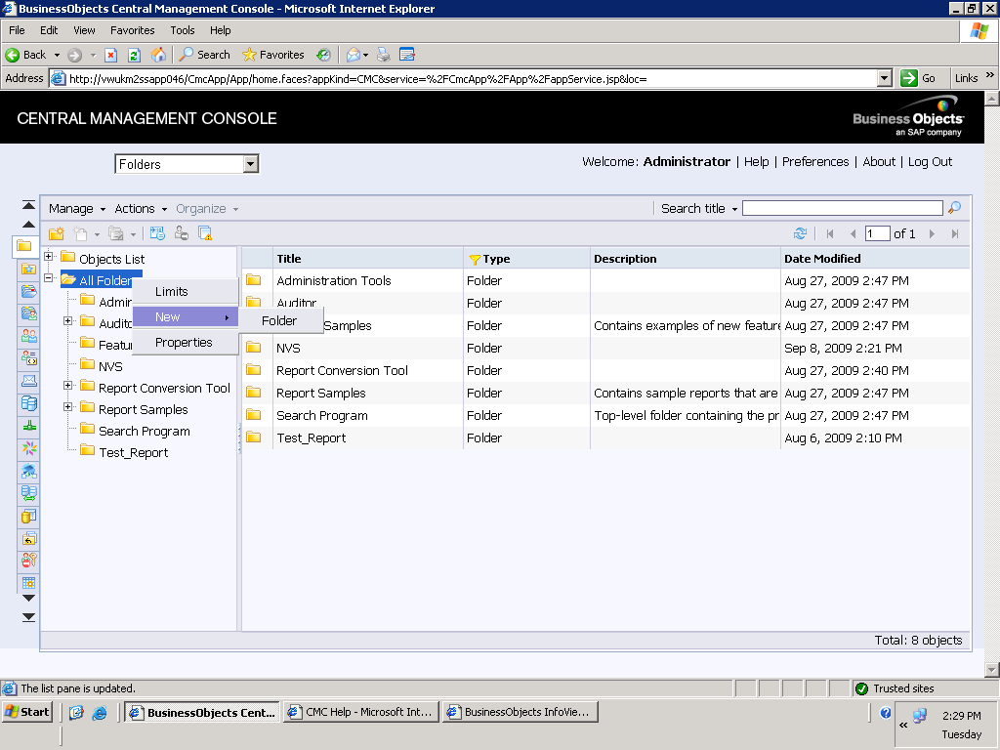 BusinessObjects Central Management Console - Microsoft Internet Explorer
File Edit View Favorites Tools Help
Back Search Favorites
Address http://vwukm2ssapp046/CmcApp/App/home.faces?appKind=CMC&service=%2FCmcApp%2FApp%2FappService.jsp&loc= Go Links »
CENTRAL MANAGEMENT CONSOLE
Business Objects
an SAP company
Folders Welcome: Administrator | Help | Preferences | About | Log Out
Manage Actions Organize Search title
1 of 1
Objects List
All Folder
Admin
Audito
Featu
NVS
Report Conversion Tool
Report Samples
Search Program
Test_Report
Limits
New
Properties
Folder
Title Type Description Date Modified
Administration Tools Folder Aug 27, 2009 2:47 PM
Auditor Folder Aug 27, 2009 2:47 PM
Samples Folder Contains examples of new feature Aug 27, 2009 2:47 PM
NVS Folder Sep 8, 2009 2:21 PM
Report Conversion Tool Folder Aug 27, 2009 2:40 PM
Report Samples Folder Contains sample reports that are Aug 27, 2009 2:47 PM
Search Program Folder Top-level folder containing the pr Aug 27, 2009 2:47 PM
Test_Report Folder Aug 6, 2009 2:10 PM
Total: 8 objects
The list pane is updated. Trusted sites
Start BusinessObjects Cent... CMC Help - Microsoft Int... BusinessObjects InfoVie... « 2:29 PM
Tuesday